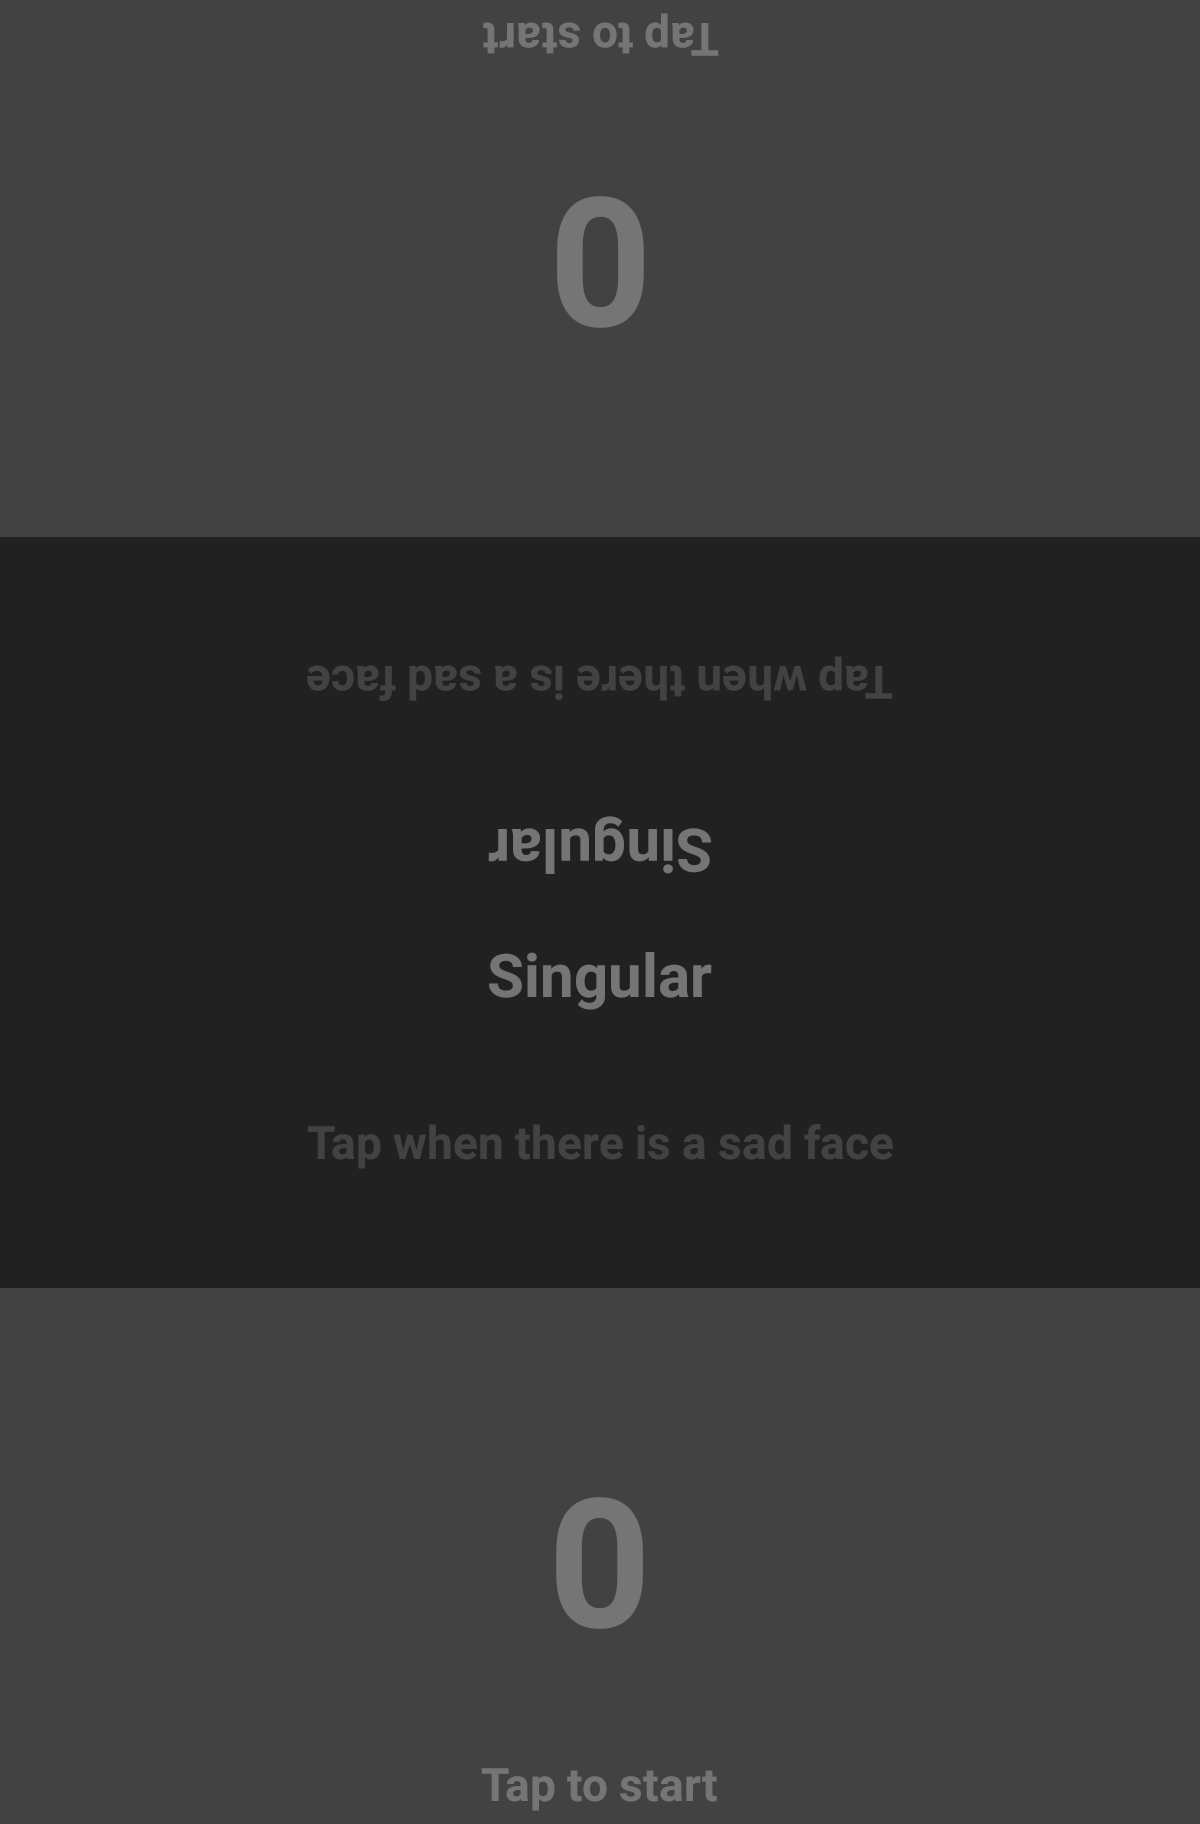 Tap to start
0
Tap when there is a sad face
Singular
Singular
Tap when there is a sad face
0
Tap to start